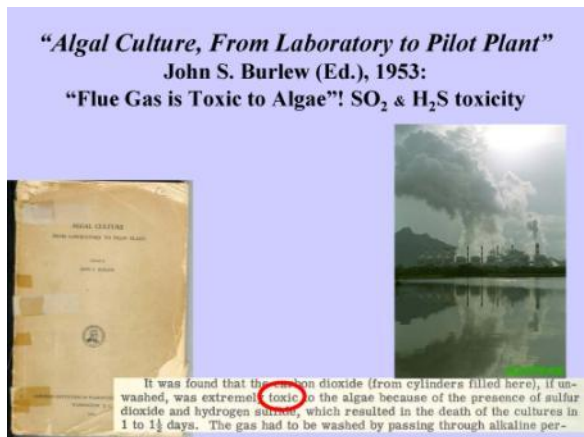 “Algal Culture, From Laboratory to Pilot Plant”
John S. Burlew (Ed.), 1953:
“Flue Gas is Toxic to Algae”! SO₂ & H₂S toxicity
ALGAL CULTURE
FROM LABORATORY TO PILOT PLANT
It was found that the carbon dioxide (from cylinders filled here), if un-
washed, was extremely toxic to the algae because of the presence of sulfur
dioxide and hydrogen sulfide, which resulted in the death of the cultures in
1 to 1½ days. The gas had to be washed by passing through alkaline per-